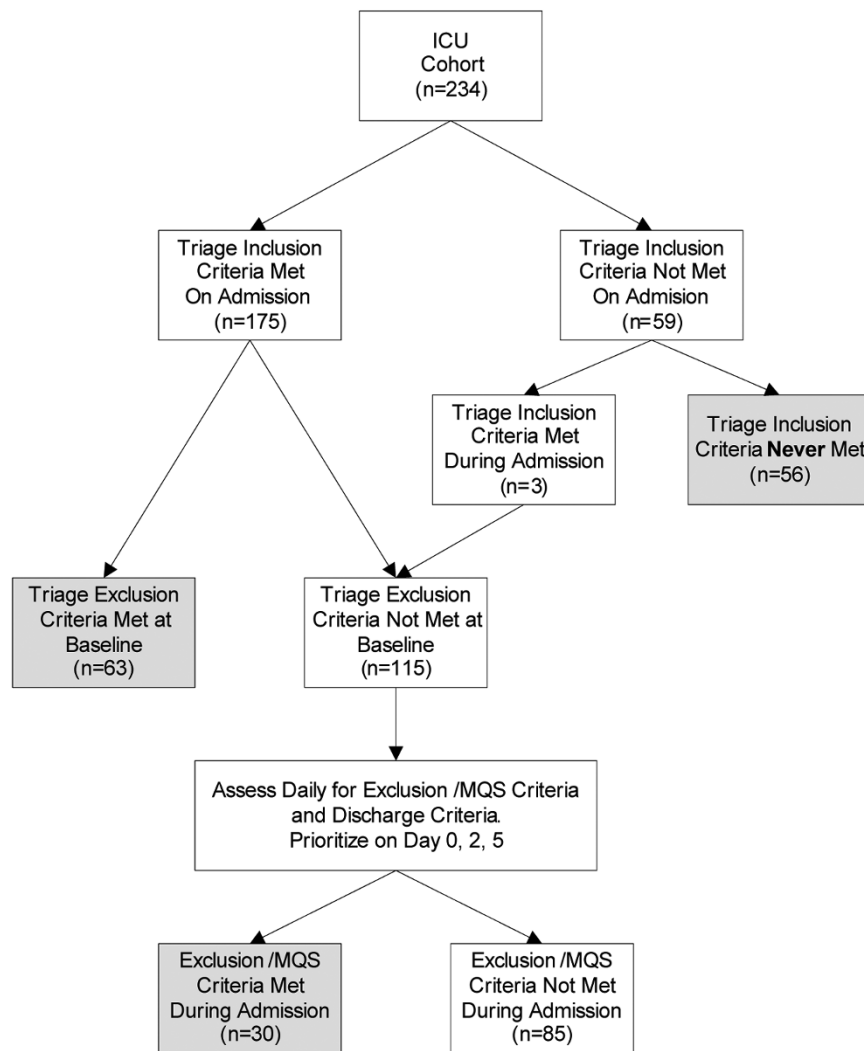 ICU
Cohort
(n=234)
Triage Inclusion
Criteria Met
On Admission
(n=175)
Triage Inclusion
Criteria Not Met
On Admision
(n=59)
Triage Inclusion
Criteria Met
During Admission
(n=3)
Triage Inclusion
Criteria Never Met
(n=56)
Triage Exclusion
Criteria Met at
Baseline
(n=63)
Triage Exclusion
Criteria Not Met at
Baseline
(n=115)
Assess Daily for Exclusion /MQS Criteria
and Discharge Criteria.
Prioritize on Day 0, 2, 5
Exclusion /MQS
Criteria Met
During Admission
(n=30)
Exclusion /MQS
Criteria Not Met
During Admission
(n=85)